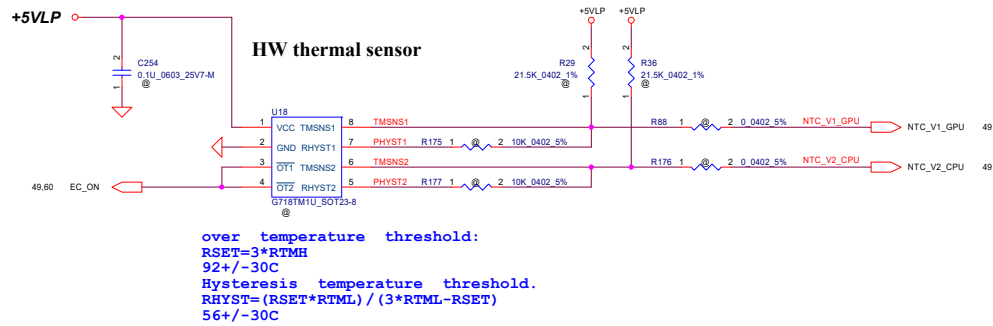 +5VLP
+5VLP +5VLP
HW thermal sensor
C254
0.1U_0603_25V7-M
@
2
1
R29
21.5K_0402_1%
@
2
1
R36
21.5K_0402_1%
@
2
1
U18
1 VCC TMSNS1 8 TMSNS1
2 GND RHYST1 7 PHYST1 R175 1 @ 2 10K_0402_5%
3 OT1 TMSNS2 6 TMSNS2
4 OT2 RHYST2 5 PHYST2 R177 1 @ 2 10K_0402_5%
G718TM1U_SOT23-8
@
R88 1 @ 2 0_0402_5% NTC_V1_GPU NTC_V1_GPU 49
R176 1 @ 2 0_0402_5% NTC_V2_CPU NTC_V2_CPU 49
49,60 EC_ON
over temperature threshold:
RSET=3*RTMH
92+/-30C
Hysteresis temperature threshold.
RHYST=(RSET*RTML)/(3*RTML-RSET)
56+/-30C